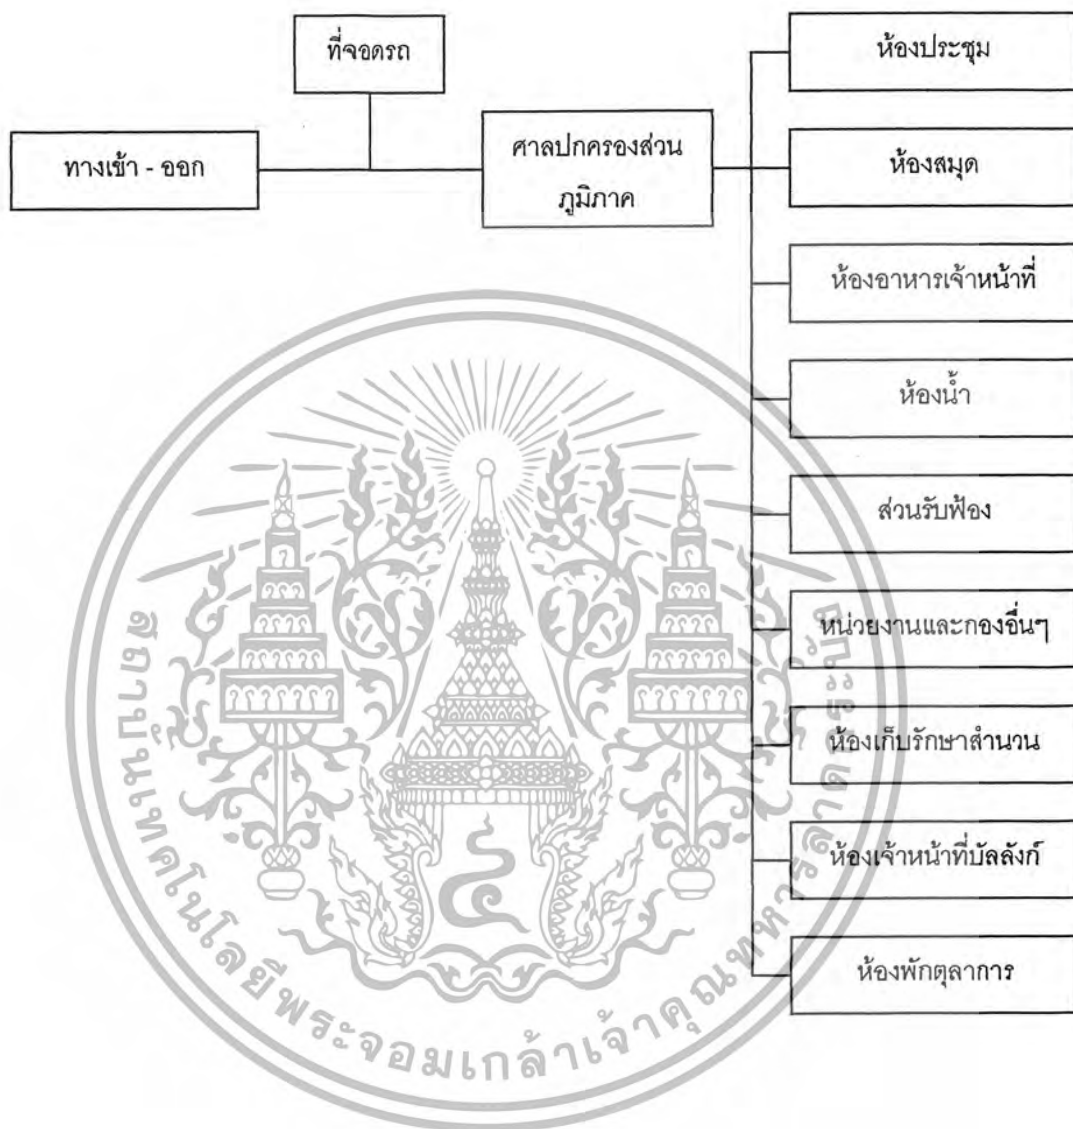 ที่จอดรถ
ทางเข้า - ออก
ศาลปกครองส่วน
ภูมิภาค
ห้องประชุม
ห้องสมุด
ห้องอาหารเจ้าหน้าที่
ห้องน้ำ
ส่วนรับฟ้อง
หน่วยงานและกองอื่นๆ
ห้องเก็บรักษาสำนวน
ห้องเจ้าหน้าที่บัลลังก์
ห้องพักตุลาการ
สถาบันเทคโนโลยีพระจอมเกล้าเจ้าคุณทหารลาดกระบัง